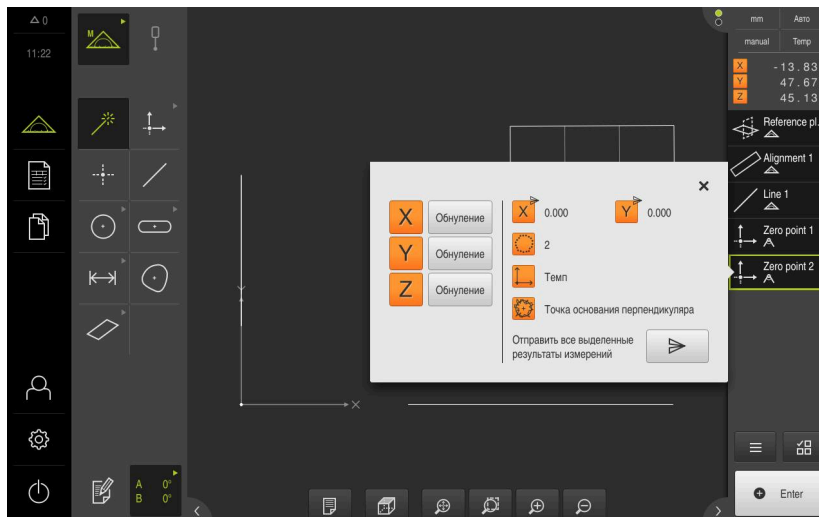 0
11:22
M
mm Авто
manual Temp
X -13.83
Y 47.67
Z 45.13
Reference pl.
Alignment 1
Line 1
Zero point 1
Zero point 2
X Обнуление
Y Обнуление
Z Обнуление
X 0.000 Y 0.000
2
Темп
Точка основания перпендикуляра
Отправить все выделенные
результаты измерений
Y
X
A 0°
B 0°
Enter